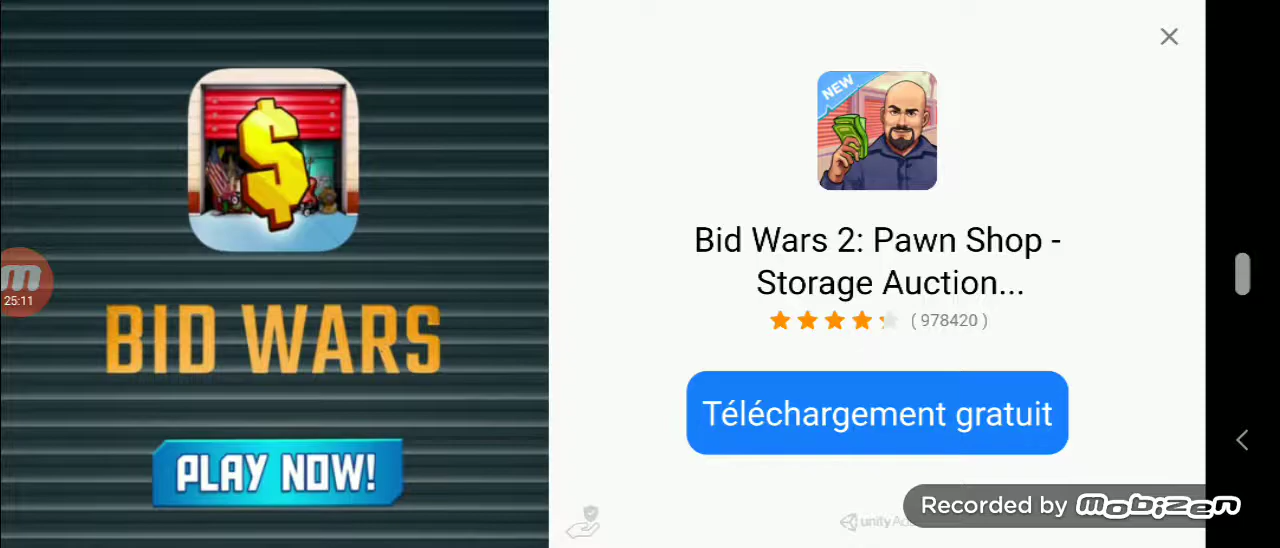 BID WARS
PLAY NOW!
25:11
NEW
Bid Wars 2: Pawn Shop -
Storage Auction...
( 978420 )
Téléchargement gratuit
unity
Recorded by mobizen